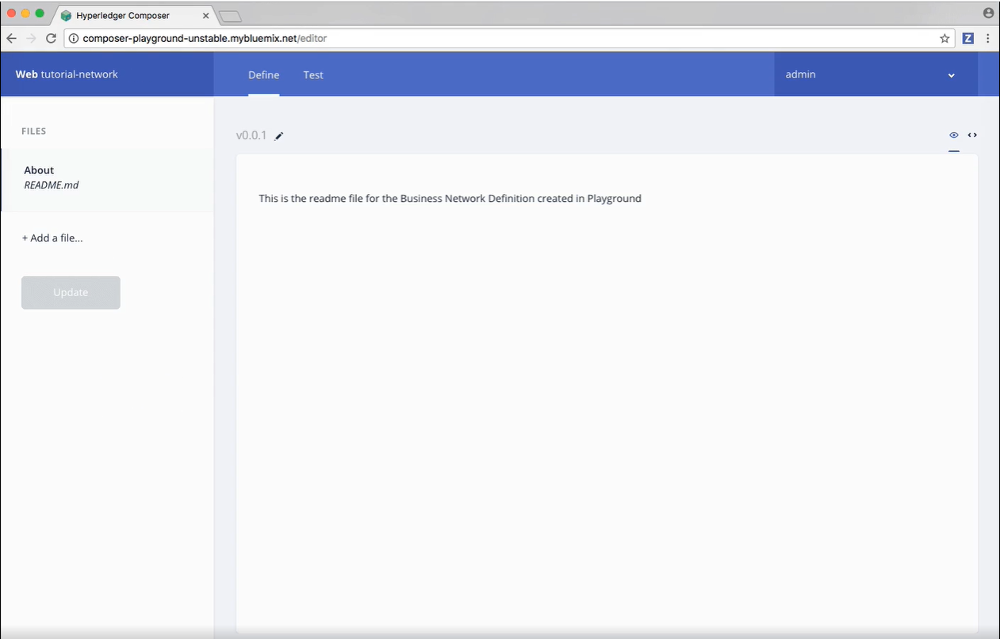 Hyperledger Composer
composer-playground-unstable.mybluemix.net/editor
Web tutorial-network
Define
Test
admin
FILES
v0.0.1
About
README.md
This is the readme file for the Business Network Definition created in Playground
+ Add a file...
Update